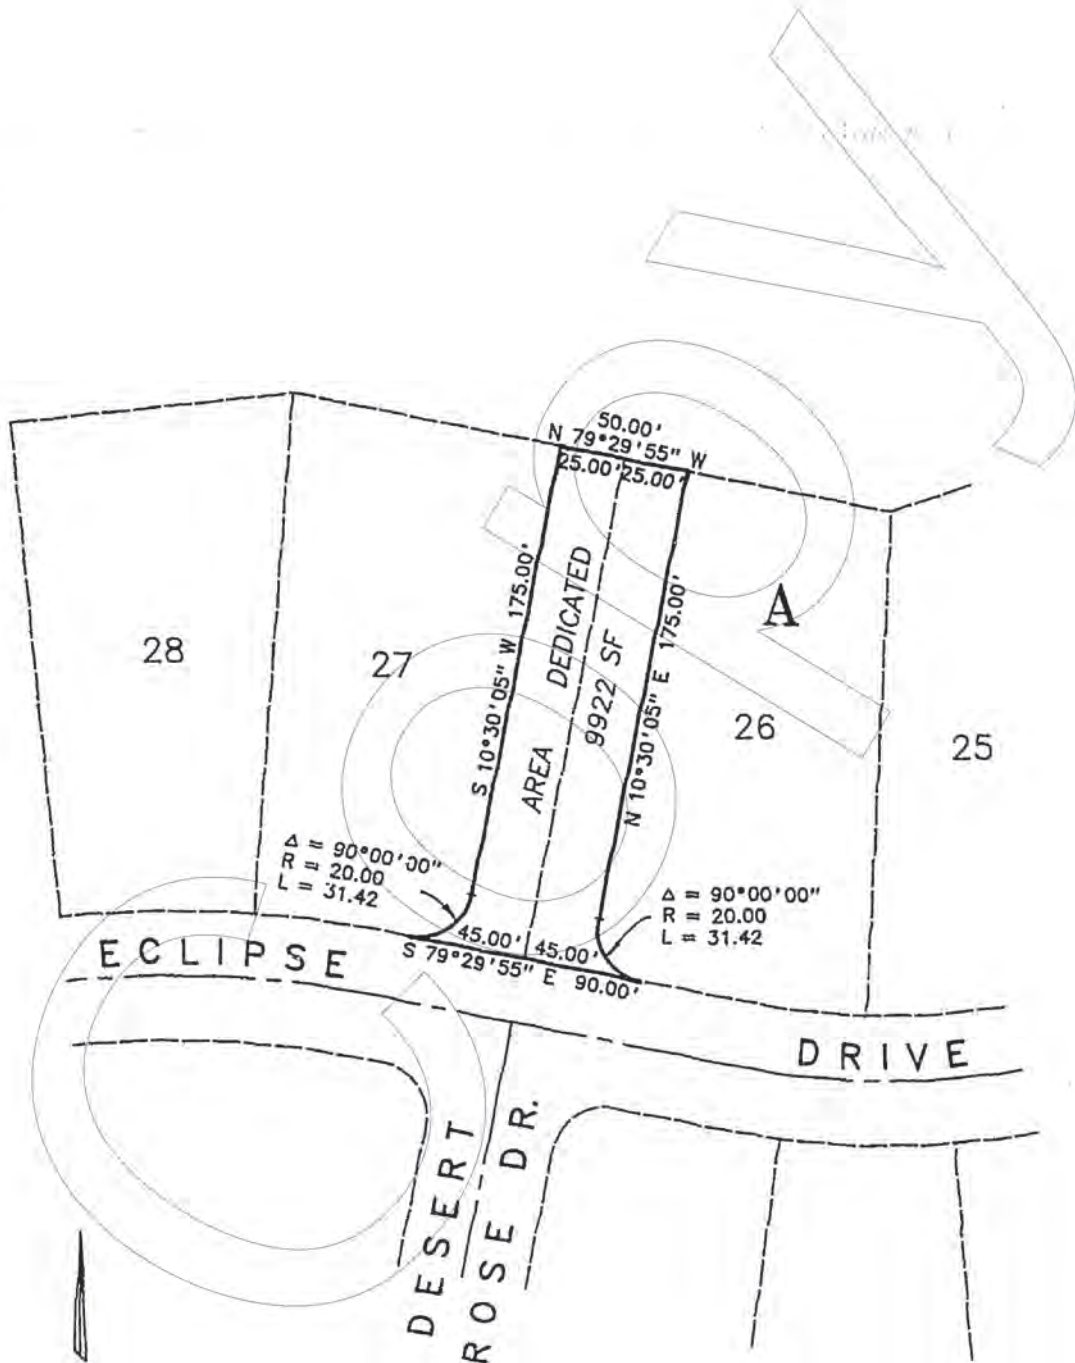 50.00'
N 79°29'55" W
25.00' 25.00'
S 10°30'05" W 175.00'
AREA DEDICATED
9922 SF
N 10°30'05" E 175.00'
A
28
27
26
25
Δ = 90°00'00"
R = 20.00
L = 31.42
Δ = 90°00'00"
R = 20.00
L = 31.42
45.00' 45.00'
S 79°29'55" E 90.00'
ECLIPSE DRIVE
DESERT
ROSE DR.
COPY